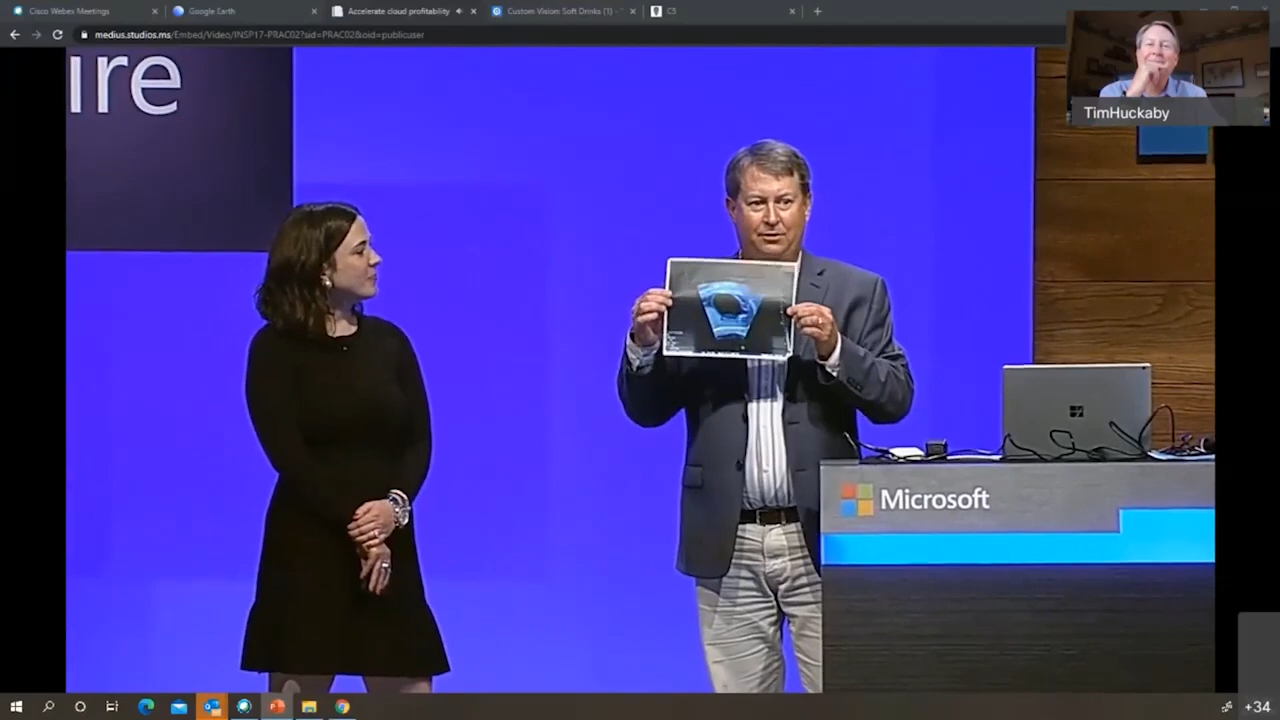 Cisco Webex Meetings
Google Earth
Accelerate cloud profitability
Custom Vision: Soft Drinks (1) - 
CS
medius.studios.ms/Embed/Video/INSP17-PRAC02?sid=PRAC02&oid=publicuser
ire
TimHuckaby
Microsoft
+34